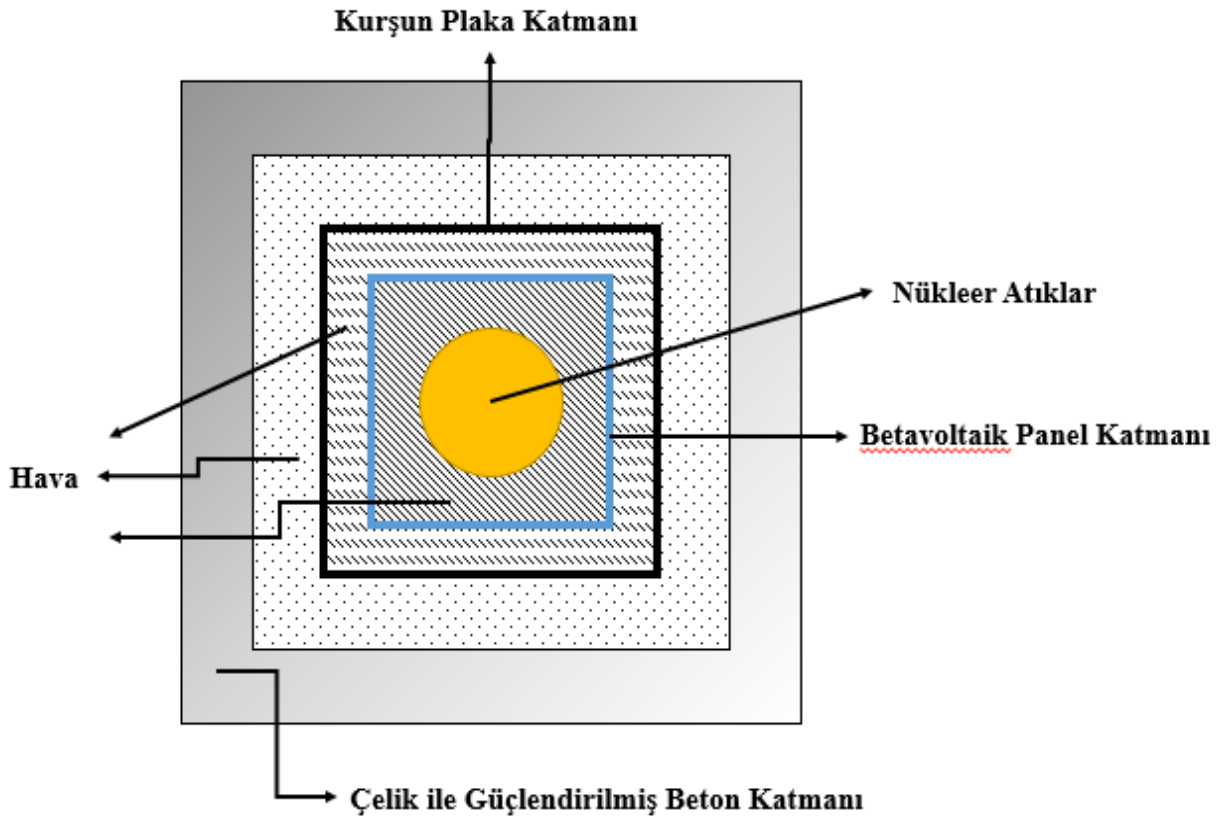 Kurşun Plaka Katmanı
Nükleer Atıklar
Betavoltaik Panel Katmanı
Hava
Çelik ile Güçlendirilmiş Beton Katmanı